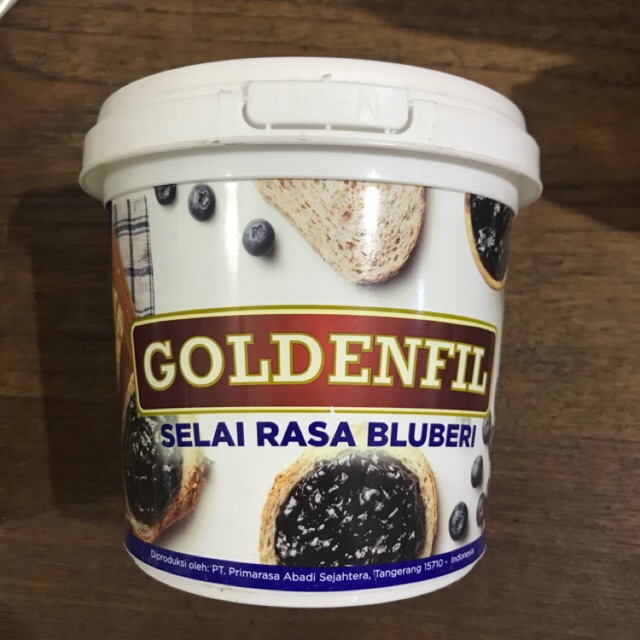 OPEN
GOLDENFIL
SELAI RASA BLUBERI
Diproduksi oleh: PT. Primarasa Abadi Sejahtera, Tangerang 15710 - Indonesia